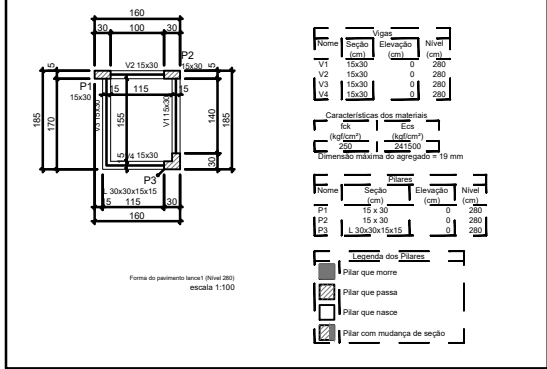 160
30 100 30
P2
V2 15x30
15x30
P1
15x30
15 115 15
5
185
170
V3 15x30
155
V1 15x30
140
185
5
30
15
V4 15x30
P3
L 30x30x15x15
15 115 30
160
Forma do pavimento lance1 (Nível 280)
escala 1:100
Vigas
Nome Seção Elevação Nível
(cm) (cm) (cm)
V1 15x30 0 280
V2 15x30 0 280
V3 15x30 0 280
V4 15x30 0 280
Características dos materiais
fck Ecs
(kgf/cm²) (kgf/cm²)
250 241500
Dimensão máxima do agregado = 19 mm
Pilares
Nome Seção Elevação Nível
(cm) (cm) (cm)
P1 15 x 30 0 280
P2 15 x 30 0 280
P3 L 30x30x15x15 0 280
Legenda dos Pilares
Pilar que morre
Pilar que passa
Pilar que nasce
Pilar com mudança de seção